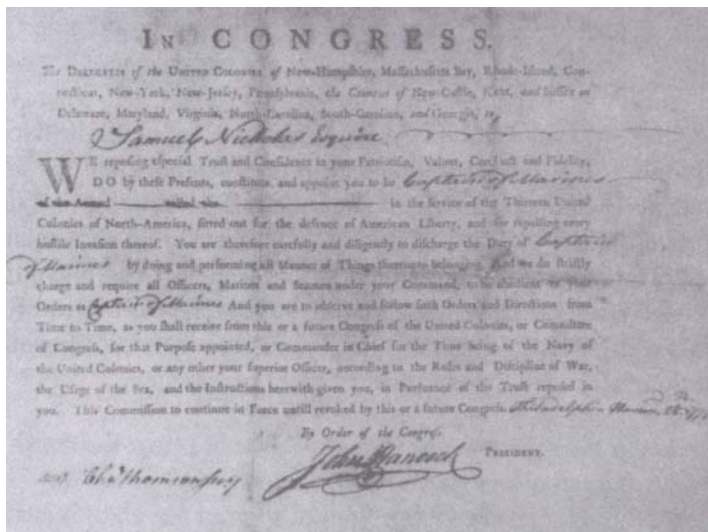 IN CONGRESS.
The DELEGATES of the UNITED COLONIES of New-Hampshire, Massachusetts Bay, Rhode-Island, Con-
necticut, New-York, New-Jersey, Pennsylvania, the Counties of New-Castle, Kent, and Sussex on
Delaware, Maryland, Virginia, North-Carolina, South-Carolina, and Georgia, to
Samuel Nicholas Esquire
WE reposing especial Trust and Confidence in your Patriotism, Valour, Conduct and Fidelity,
DO by these Presents, constitute and appoint you to be Captain of Marines
of the Armed called the in the service of the Thirteen United
Colonies of North-America, fitted out for the defence of American Liberty, and for repelling every
hostile Invasion thereof. You are therefore carefully and diligently to discharge the Duty of Captain
of Marines by doing and performing all Manner of Things thereunto belonging. And we do strictly
charge and require all Officers, Marines and Seamen under your Command, to be obedient to your
Orders as Captain of Marines And you are to observe and follow such Orders and Directions from
Time to Time, as you shall receive from this or a future Congress of the United Colonies, or Committee
of Congress, for that Purpose appointed, or Commander in Chief for the Time being of the Navy of
the United Colonies, or any other your superior Officer, according to the Rules and Discipline of War,
the Usage of the Sea, and the Instructions herewith given you, in Pursuance of the Trust reposed in
you. This Commission to continue in Force untill revoked by this or a future Congress. Philadelphia
By Order of the Congress
John Hancock PRESIDENT.
Attest Chas Thomson secy